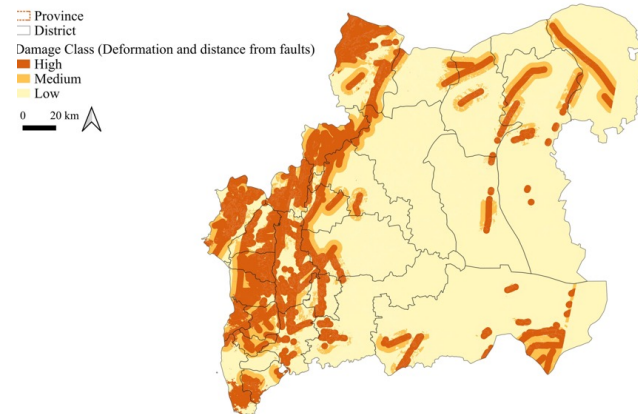 Province
District
Damage Class (Deformation and distance from faults)
High
Medium
Low
0 20 km